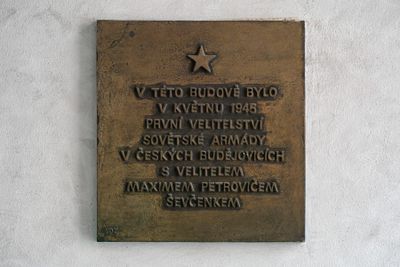 V TÉTO BUDOVĚ BYLO
V KVĚTNU 1945
PRVNÍ VELITELSTVÍ
SOVĚTSKÉ ARMÁDY
V ČESKÝCH BUDĚJOVICÍCH
S VELITELEM
MAXIMEM PETROVIČEM
ŠEVČENKEM